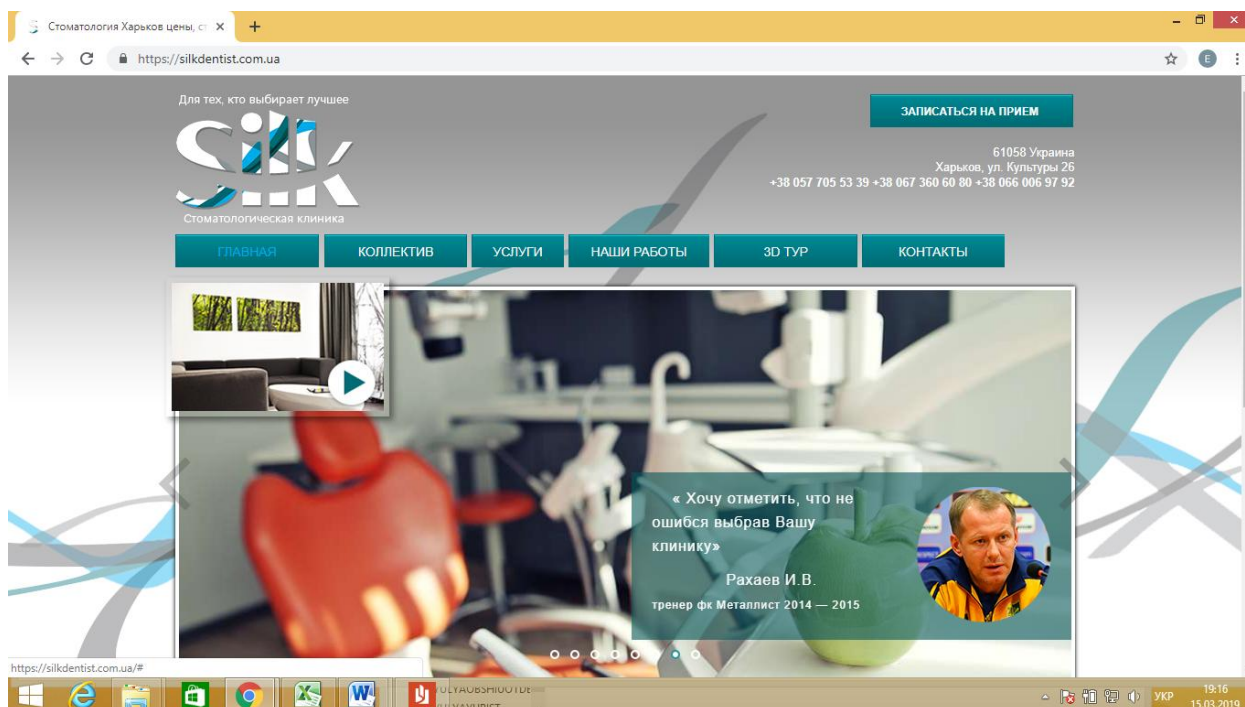 Стоматология Харьков цены, ст
https://silkdentist.com.ua
E
Для тех, кто выбирает лучшее
Silk
Стоматологическая клиника
ЗАПИСАТЬСЯ НА ПРИЕМ
61058 Украина
Харьков, ул. Культуры 26
+38 057 705 53 39 +38 067 360 60 80 +38 066 006 97 92
ГЛАВНАЯ КОЛЛЕКТИВ УСЛУГИ НАШИ РАБОТЫ 3D ТУР КОНТАКТЫ
« Хочу отметить, что не
ошибся выбрав Вашу
клинику»
Рахаев И.В.
тренер фк Металлист 2014 — 2015
https://silkdentist.com.ua/#
УКР
19:16
15.03.2019